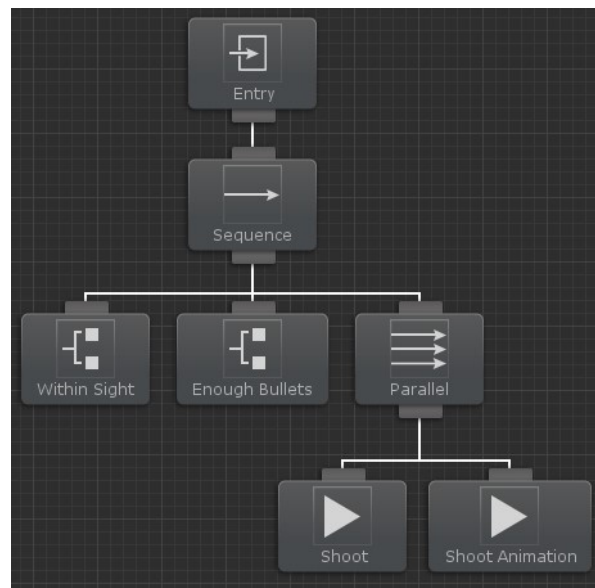 Entry
Sequence
Within Sight
Enough Bullets
Parallel
Shoot
Shoot Animation